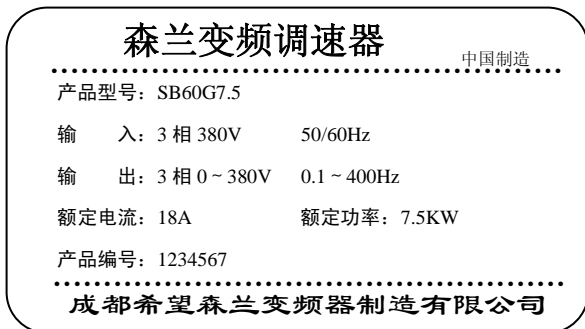 森兰变频调速器
中国制造
产品型号：SB60G7.5
输 入：3 相 380V 50/60Hz
输 出：3 相 0~380V 0.1~400Hz
额定电流：18A 额定功率：7.5KW
产品编号：1234567
成都希望森兰变频器制造有限公司